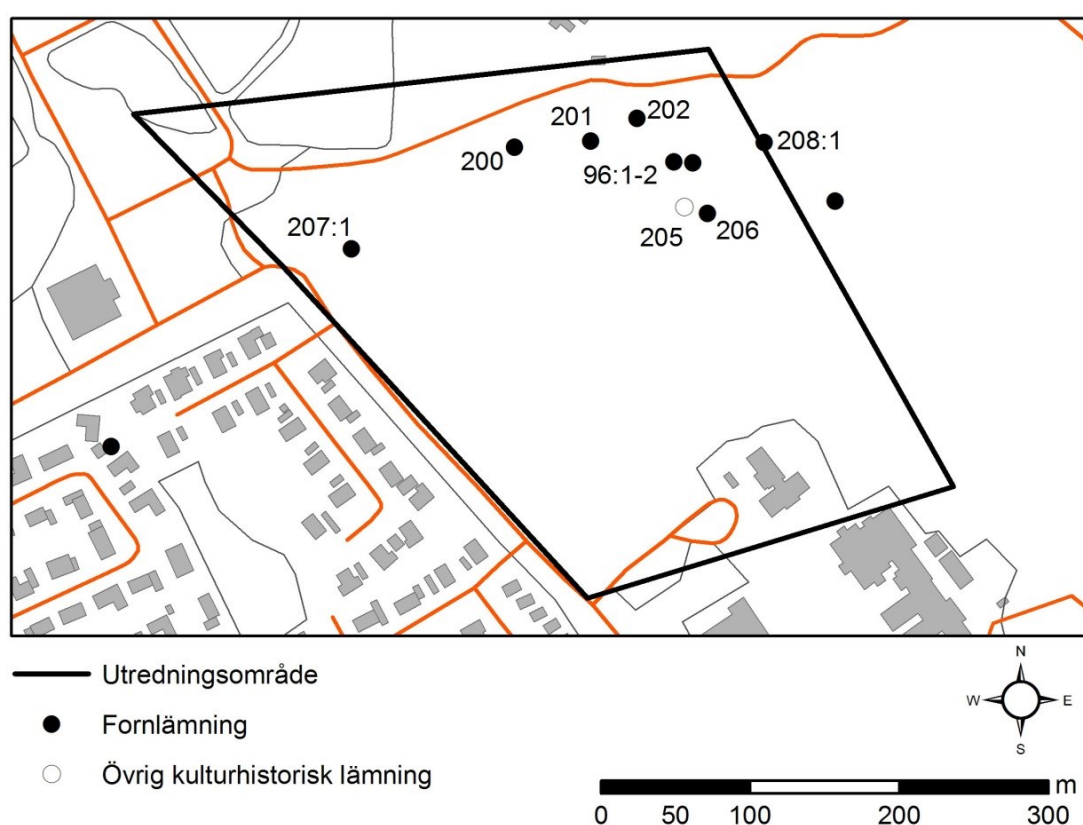 202
201
208:1
200
96:1-2
205
206
207:1
Utredningsområde
Fornlämning
Övrig kulturhistorisk lämning
N
W E
S
m
0 50 100 200 300